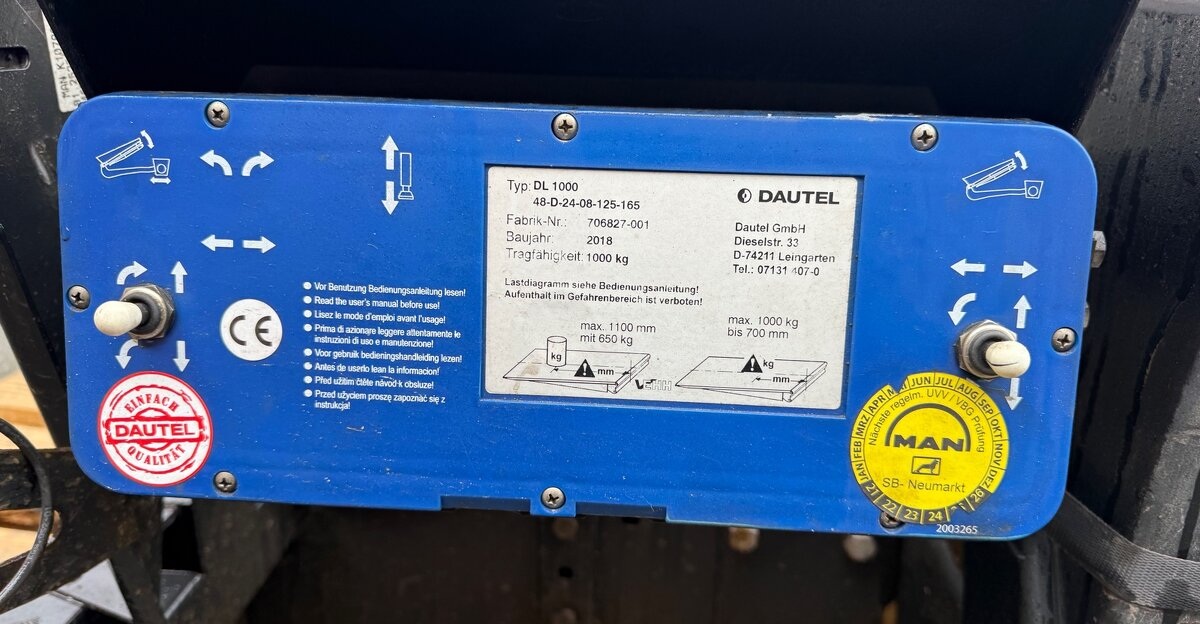 MAN
Typ: DL 1000
48-D-24-08-125-165
Fabrik-Nr.: 706827-001
Baujahr: 2018
Tragfähigkeit: 1000 kg
DAUTEL
Dautel GmbH
Dieselstr. 33
D-74211 Leingarten
Tel.: 07131 407-0
Lastdiagramm siehe Bedienungsanleitung!
Aufenthalt im Gefahrenbereich ist verboten!
max. 1100 mm
mit 650 kg
kg
mm
max. 1000 kg
bis 700 mm
kg
mm
Vor Benutzung Bedienungsanleitung lesen!
Read the user's manual before use!
Lisez le mode d'emploi avant l'usage!
Prima di azionare leggere attentamente le
instruzioni di uso e manutenzione!
Voor gebruik bedieningshandleiding lezen!
Antes de usarlo lean la informacion!
Před užitím čtěte návod k obsluze!
Przed użyciem proszę zapoznać się z
instrukcja!
CE
EINFACH
DAUTEL
QUALITÄT
JAN FEB MRZ APR JUN JUL AUG SEP OKT NOV DEZ
Nächste regelm. UVV / VBG Prüfung
MAN
SB- Neumarkt
21 22 23 24 26
2003265